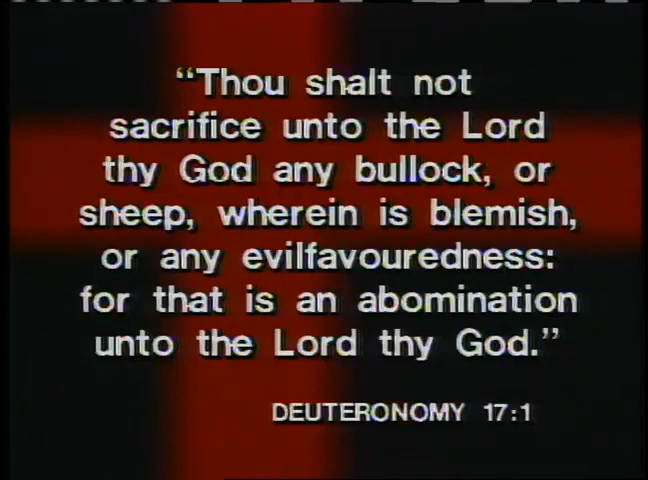 “Thou shalt not
sacrifice unto the Lord
thy God any bullock, or
sheep, wherein is blemish,
or any evilfavouredness:
for that is an abomination
unto the Lord thy God.”
DEUTERONOMY 17:1